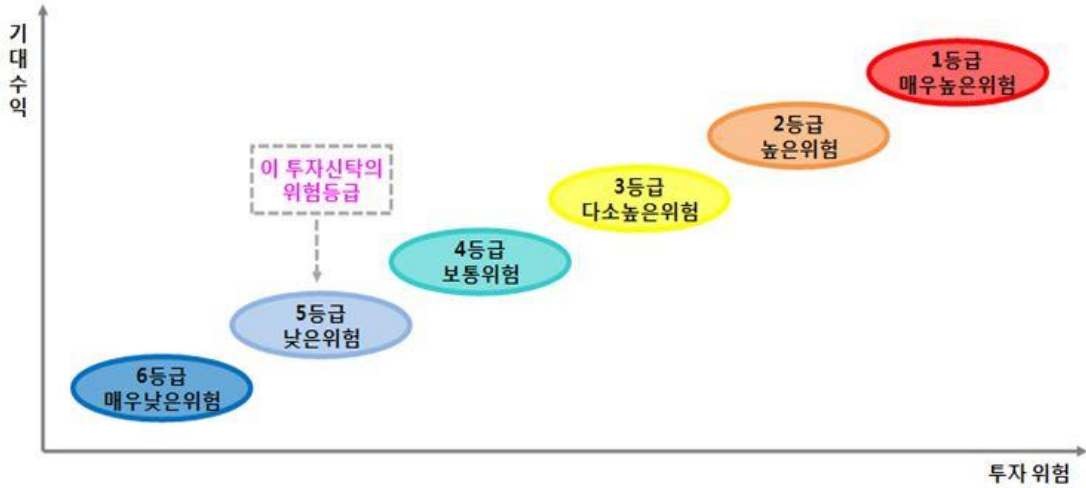 기대수익
1등급
매우높은위험
2등급
높은위험
이 투자신탁의
위험등급
3등급
다소높은위험
4등급
보통위험
5등급
낮은위험
6등급
매우낮은위험
투자 위험